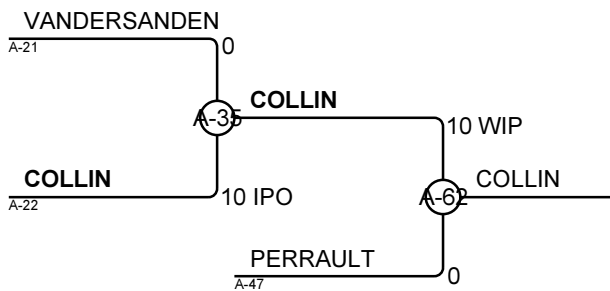 VANDERSANDEN
A-21
0
A-35
COLLIN
10 WIP
COLLIN
A-22
10 IPO
A-62
COLLIN
PERRAULT
A-47
0